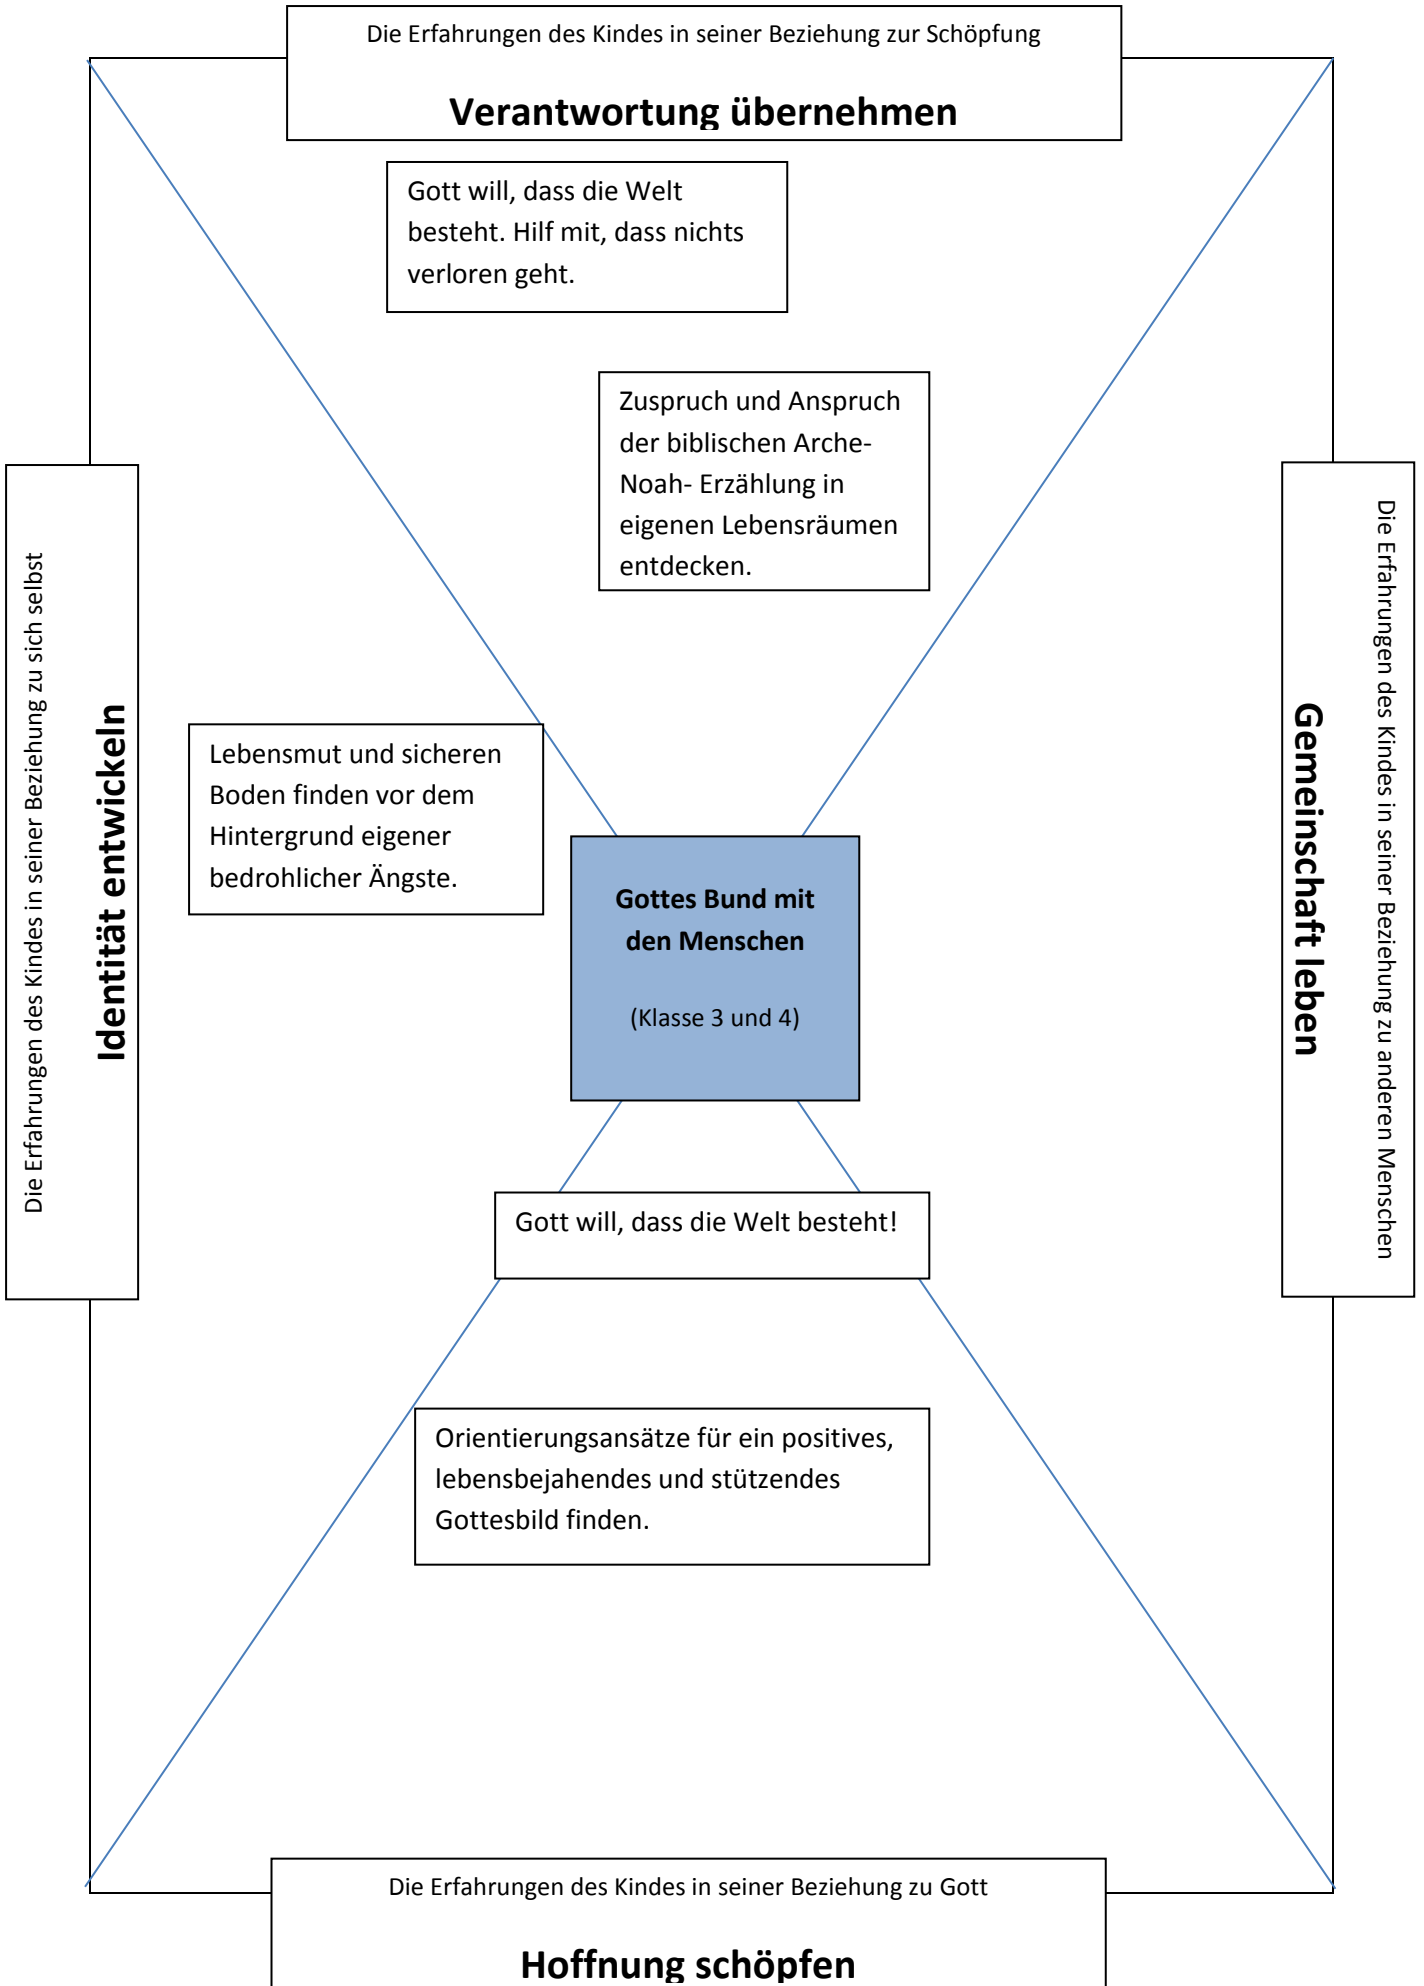 Die Erfahrungen des Kindes in seiner Beziehung zur Schöpfung
Verantwortung übernehmen
Gott will, dass die Welt
besteht. Hilf mit, dass nichts
verloren geht.
Zuspruch und Anspruch
der biblischen Arche-
Noah- Erzählung in
eigenen Lebensräumen
entdecken.
Die Erfahrungen des Kindes in seiner Beziehung zu sich selbst
Identität entwickeln
Lebensmut und sicheren
Boden finden vor dem
Hintergrund eigener
bedrohlicher Ängste.
Gottes Bund mit
den Menschen
(Klasse 3 und 4)
Die Erfahrungen des Kindes in seiner Beziehung zu anderen Menschen
Gemeinschaft leben
Gott will, dass die Welt besteht!
Orientierungsansätze für ein positives,
lebensbejahendes und stützendes
Gottesbild finden.
Die Erfahrungen des Kindes in seiner Beziehung zu Gott
Hoffnung schöpfen